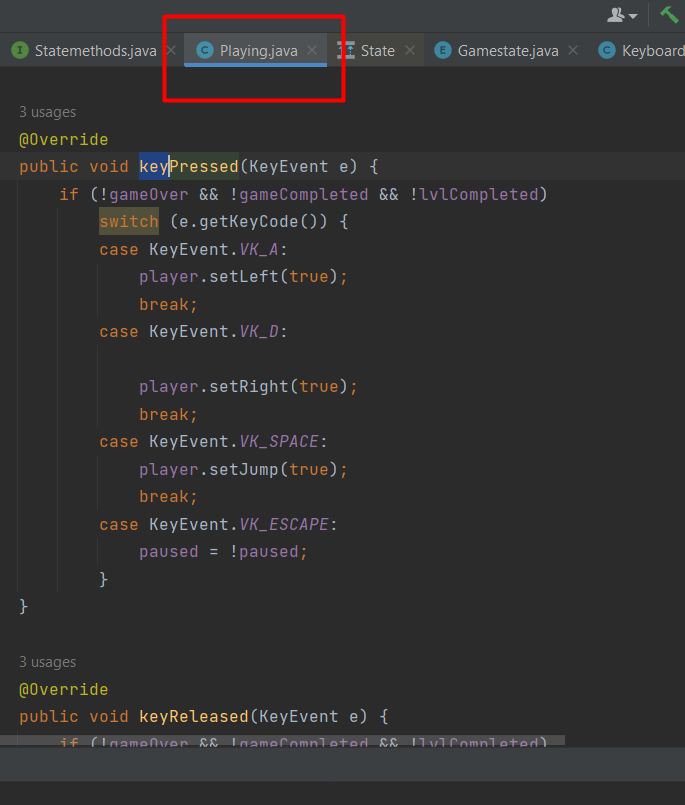 I Statemethods.java × C Playing.java × State × E Gamestate.java × C Keyboard
3 usages
@Override
public void keyPressed(KeyEvent e) {
if (!gameOver && !gameCompleted && !lvlCompleted)
switch (e.getKeyCode()) {
case KeyEvent.VK_A:
player.setLeft(true);
break;
case KeyEvent.VK_D:
player.setRight(true);
break;
case KeyEvent.VK_SPACE:
player.setJump(true);
break;
case KeyEvent.VK_ESCAPE:
paused = !paused;
}
}
3 usages
@Override
public void keyReleased(KeyEvent e) {
if (!gameOver && !gameCompleted && !lvlCompleted)